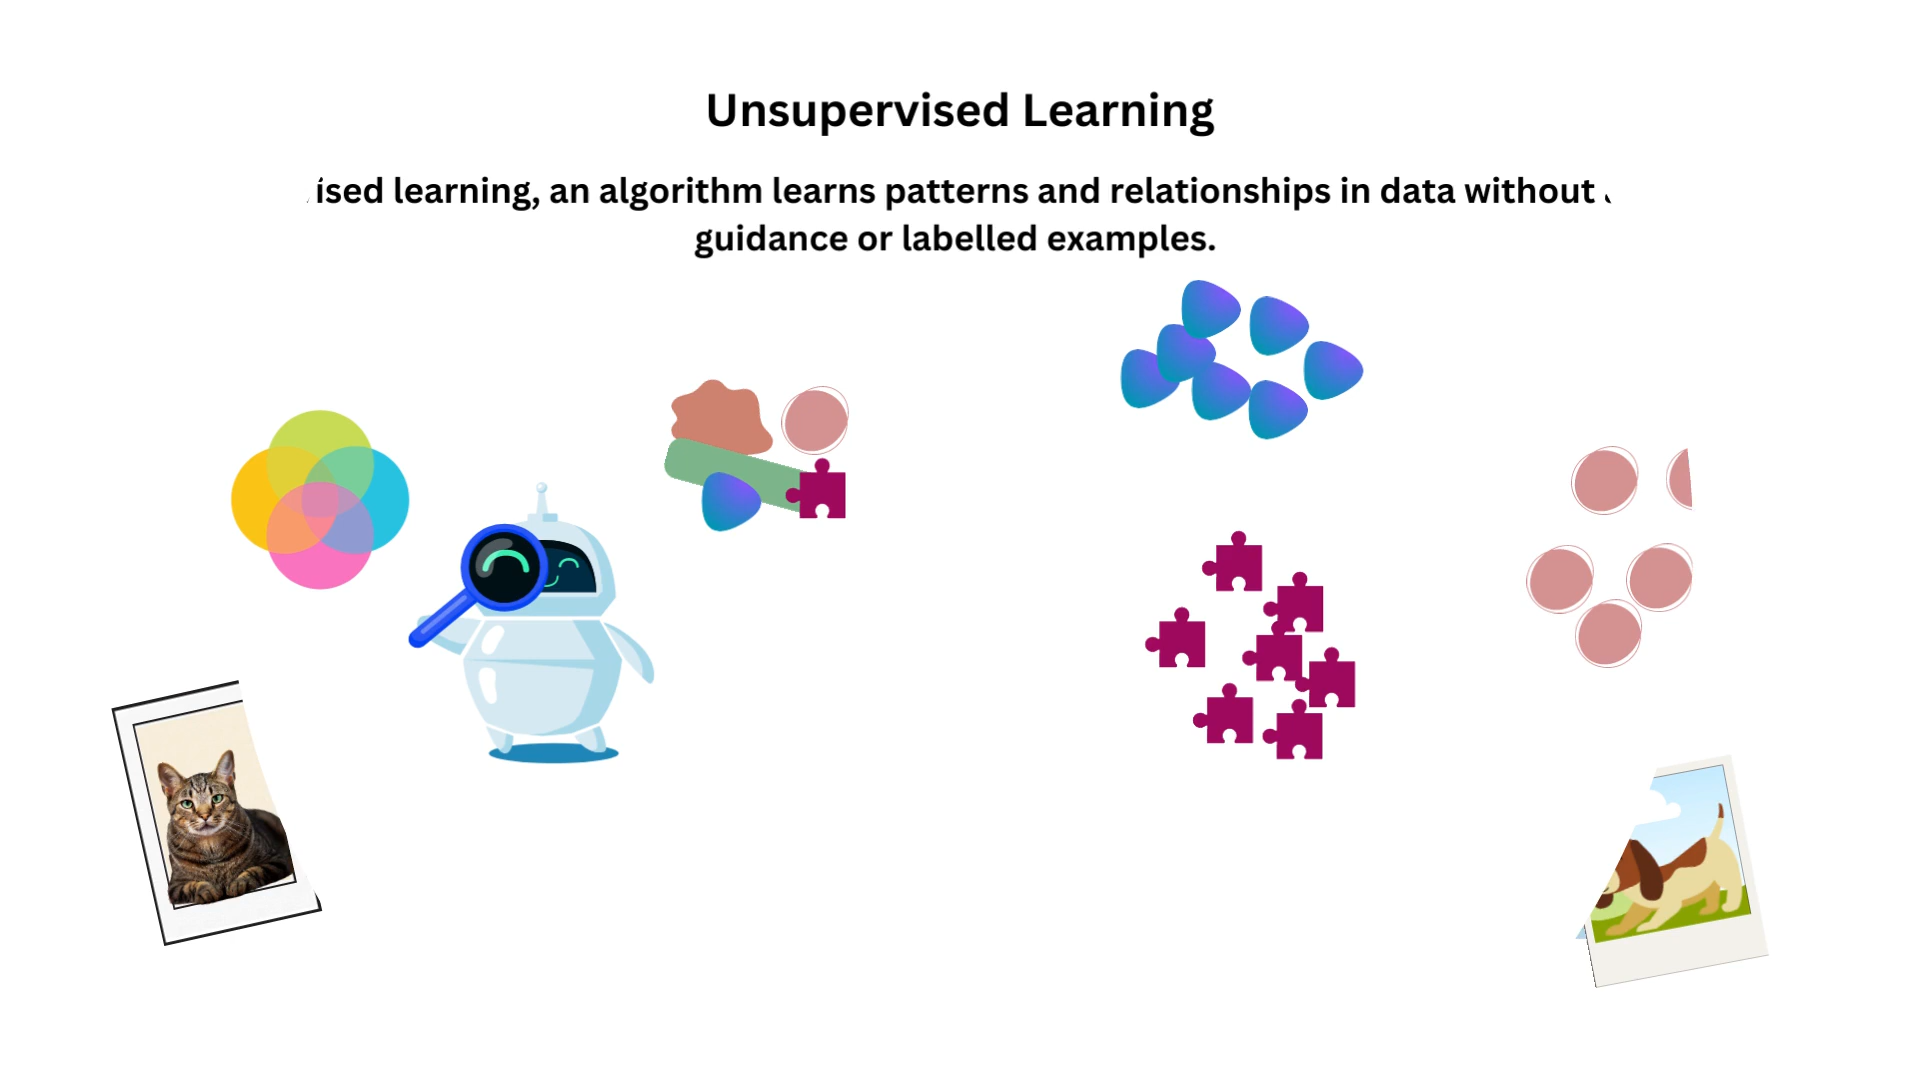 Unsupervised Learning
ised learning, an algorithm learns patterns and relationships in data without
guidance or labelled examples.